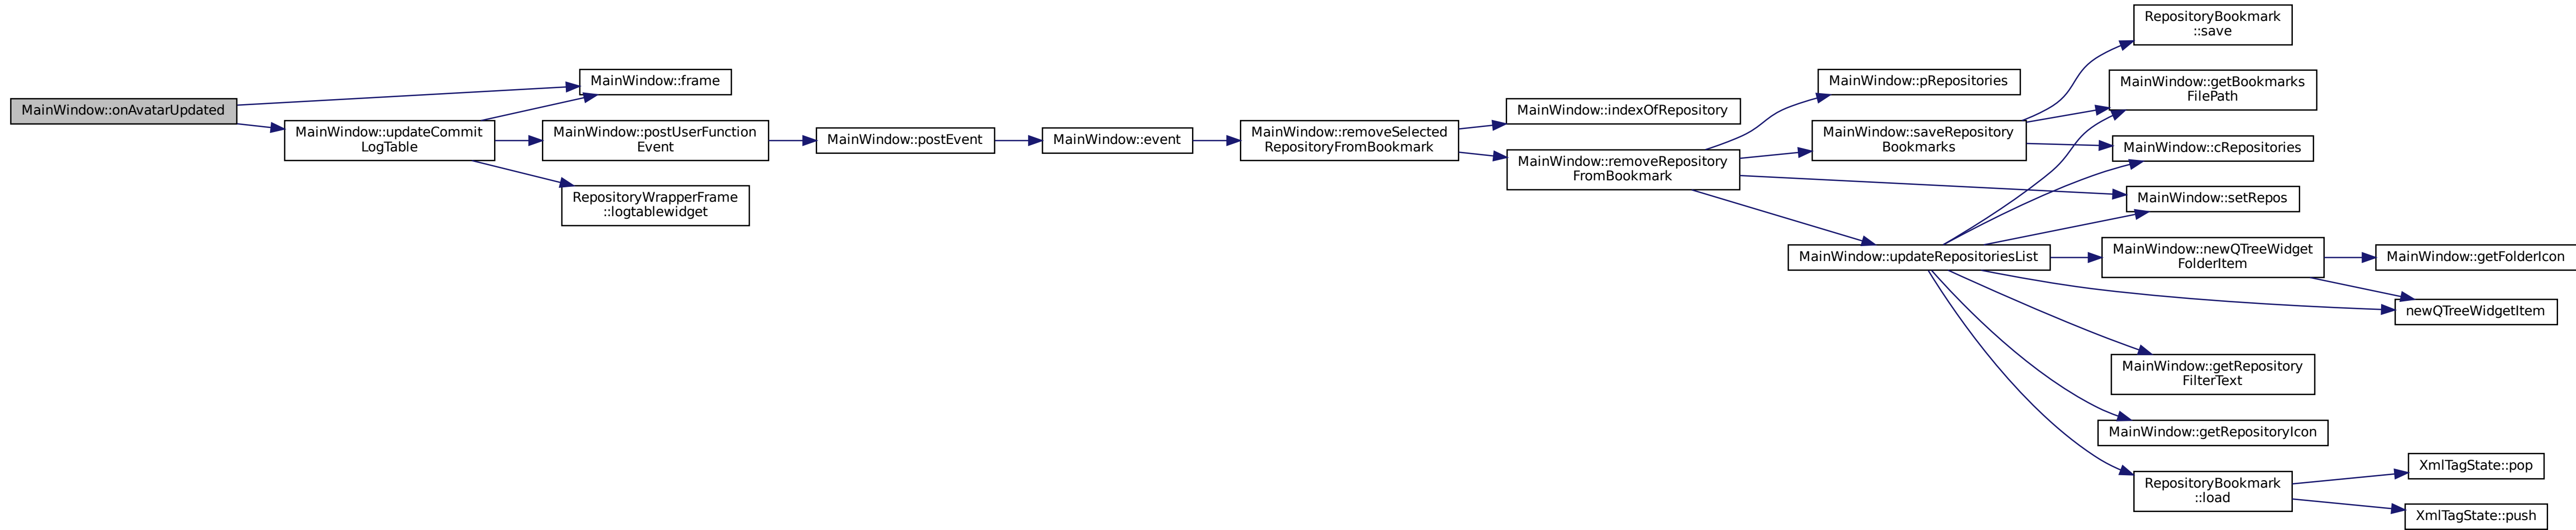 MainWindow::onAvatarUpdated
MainWindow::frame
MainWindow::updateCommit
LogTable
MainWindow::postUserFunction
Event
RepositoryWrapperFrame
::logtablewidget
MainWindow::postEvent
MainWindow::event
MainWindow::removeSelected
RepositoryFromBookmark
MainWindow::indexOfRepository
MainWindow::removeRepository
FromBookmark
MainWindow::pRepositories
MainWindow::saveRepository
Bookmarks
MainWindow::updateRepositoriesList
RepositoryBookmark
::save
MainWindow::getBookmarks
FilePath
MainWindow::cRepositories
MainWindow::setRepos
MainWindow::newQTreeWidget
FolderItem
MainWindow::getFolderIcon
newQTreeWidgetItem
MainWindow::getRepository
FilterText
MainWindow::getRepositoryIcon
RepositoryBookmark
::load
XmlTagState::pop
XmlTagState::push